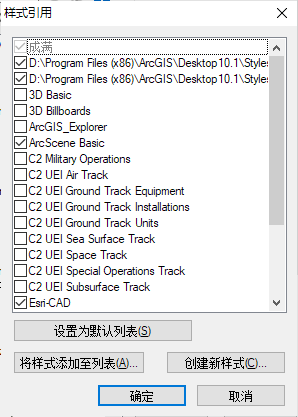 样式引用
成满
D:\Program Files (x86)\ArcGIS\Desktop10.1\Styles
D:\Program Files (x86)\ArcGIS\Desktop10.1\Styles
3D Basic
3D Billboards
ArcGIS_Explorer
ArcScene Basic
C2 Military Operations
C2 UEI Air Track
C2 UEI Ground Track Equipment
C2 UEI Ground Track Installations
C2 UEI Ground Track Units
C2 UEI Sea Surface Track
C2 UEI Space Track
C2 UEI Special Operations Track
C2 UEI Subsurface Track
Esri-CAD
设置为默认列表(S)
将样式添加至列表(A)...
创建新样式(C)...
确定
取消